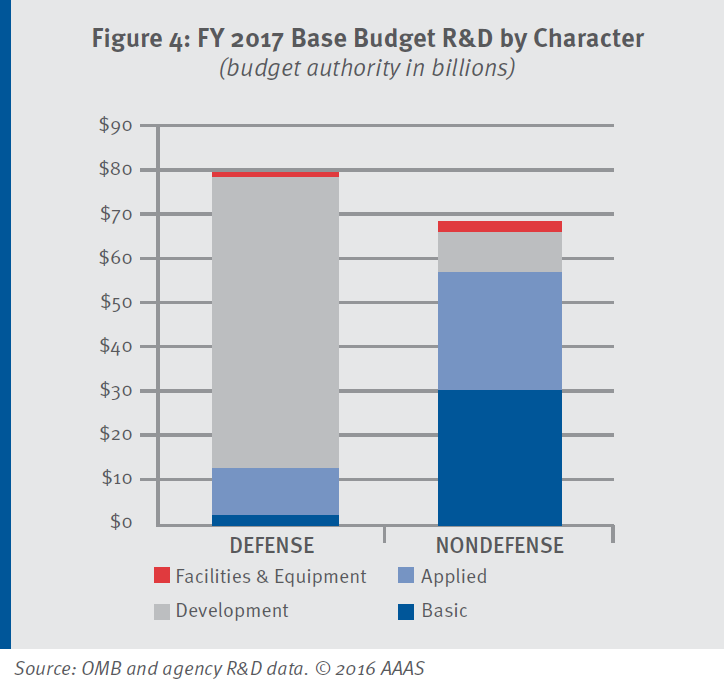 Figure 4: FY 2017 Base Budget R&D by Character
(budget authority in billions)
$90
$80
$70
$60
$50
$40
$30
$20
$10
$0
DEFENSE
NONDEFENSE
Facilities & Equipment
Applied
Development
Basic
Source: OMB and agency R&D data. © 2016 AAAS